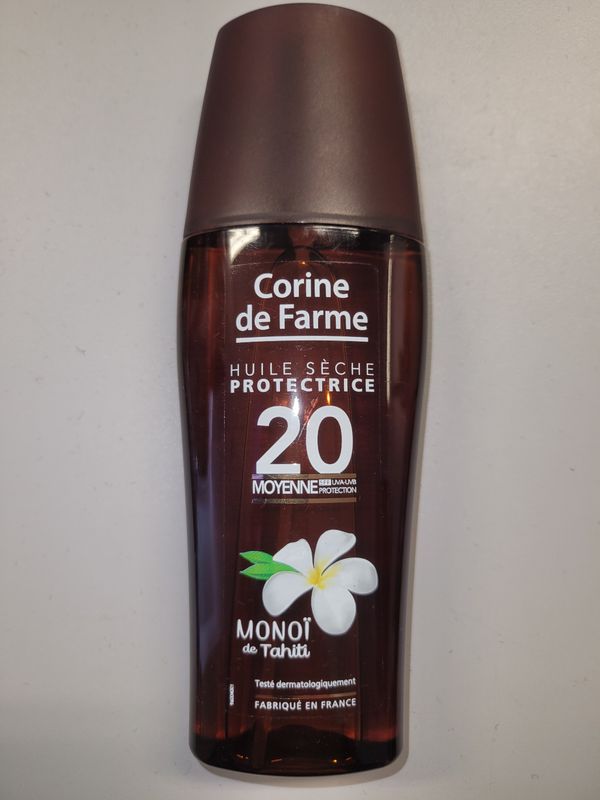 Corine
de Farme
HUILE SÈCHE
PROTECTRICE
20
MOYENNE SPF UVA-UVB
PROTECTION
MONOÏ
de Tahiti
Testé dermatologiquement
FABRIQUÉ EN FRANCE